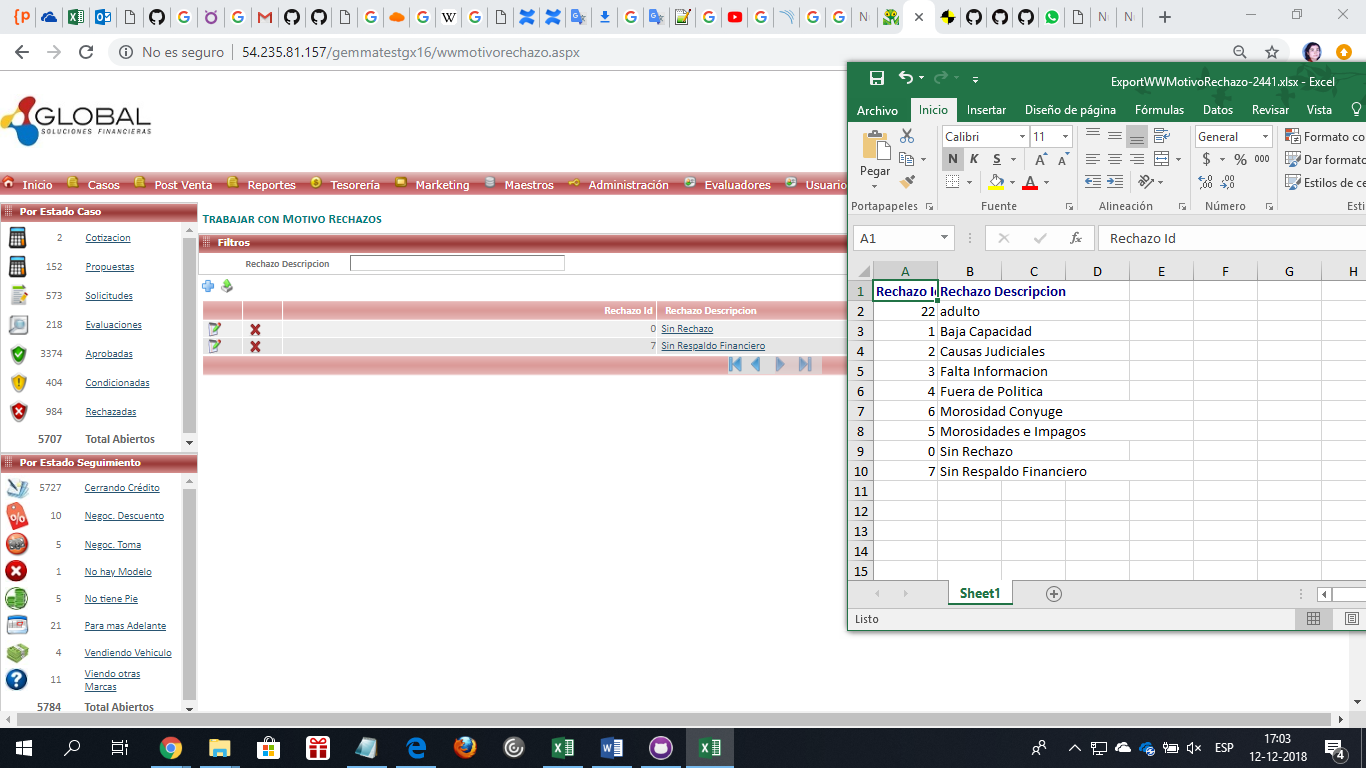 No es seguro | 54.235.81.157/gemmatestgx16/wwmotivorechazo.aspx
GLOBAL
SOLUCIONES FINANCIERAS
Inicio Casos Post Venta Reportes Tesorería Marketing Maestros Administración Evaluadores Usuario
Por Estado Caso
2 Cotizacion
152 Propuestas
573 Solicitudes
218 Evaluaciones
3374 Aprobadas
404 Condicionadas
984 Rechazadas
5707 Total Abiertos
Por Estado Seguimiento
5727 Cerrando Crédito
10 Negoc. Descuento
5 Negoc. Toma
1 No hay Modelo
5 No tiene Pie
21 Para mas Adelante
4 Vendiendo Vehiculo
11 Viendo otras
Marcas
5784 Total Abiertos
Trabajar con Motivo Rechazos
Filtros
Rechazo Descripcion
Rechazo Id Rechazo Descripcion
0 Sin Rechazo
7 Sin Respaldo Financiero
ExportWWMotivoRechazo-2441.xlsx - Excel
Archivo Inicio Insertar Diseño de página Fórmulas Datos Revisar Vista
Pegar
Calibri 11
N K S
General
$ % 000
Formato co
Dar formato
Estilos de ce
Portapapeles Fuente Alineación Número Esti
A1 fx Rechazo Id
A B C D E F G H
1 Rechazo I Rechazo Descripcion
2 22 adulto
3 1 Baja Capacidad
4 2 Causas Judiciales
5 3 Falta Informacion
6 4 Fuera de Politica
7 6 Morosidad Conyuge
8 5 Morosidades e Impagos
9 0 Sin Rechazo
10 7 Sin Respaldo Financiero
11
12
13
14
15
Sheet1
Listo
ESP
17:03
12-12-2018
4